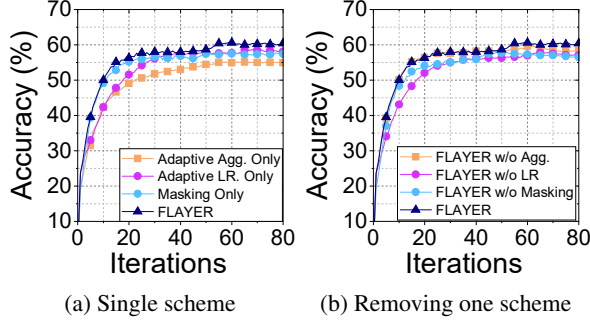 Accuracy (%)
70
60
50
40
30
20
10
0 20 40 60 80
Iterations
Adaptive Agg. Only
Adaptive LR. Only
Masking Only
FLAYER
(a) Single scheme
Accuracy (%)
70
60
50
40
30
20
10
0 20 40 60 80
Iterations
FLAYER w/o Agg.
FLAYER w/o LR
FLAYER w/o Masking
FLAYER
(b) Removing one scheme